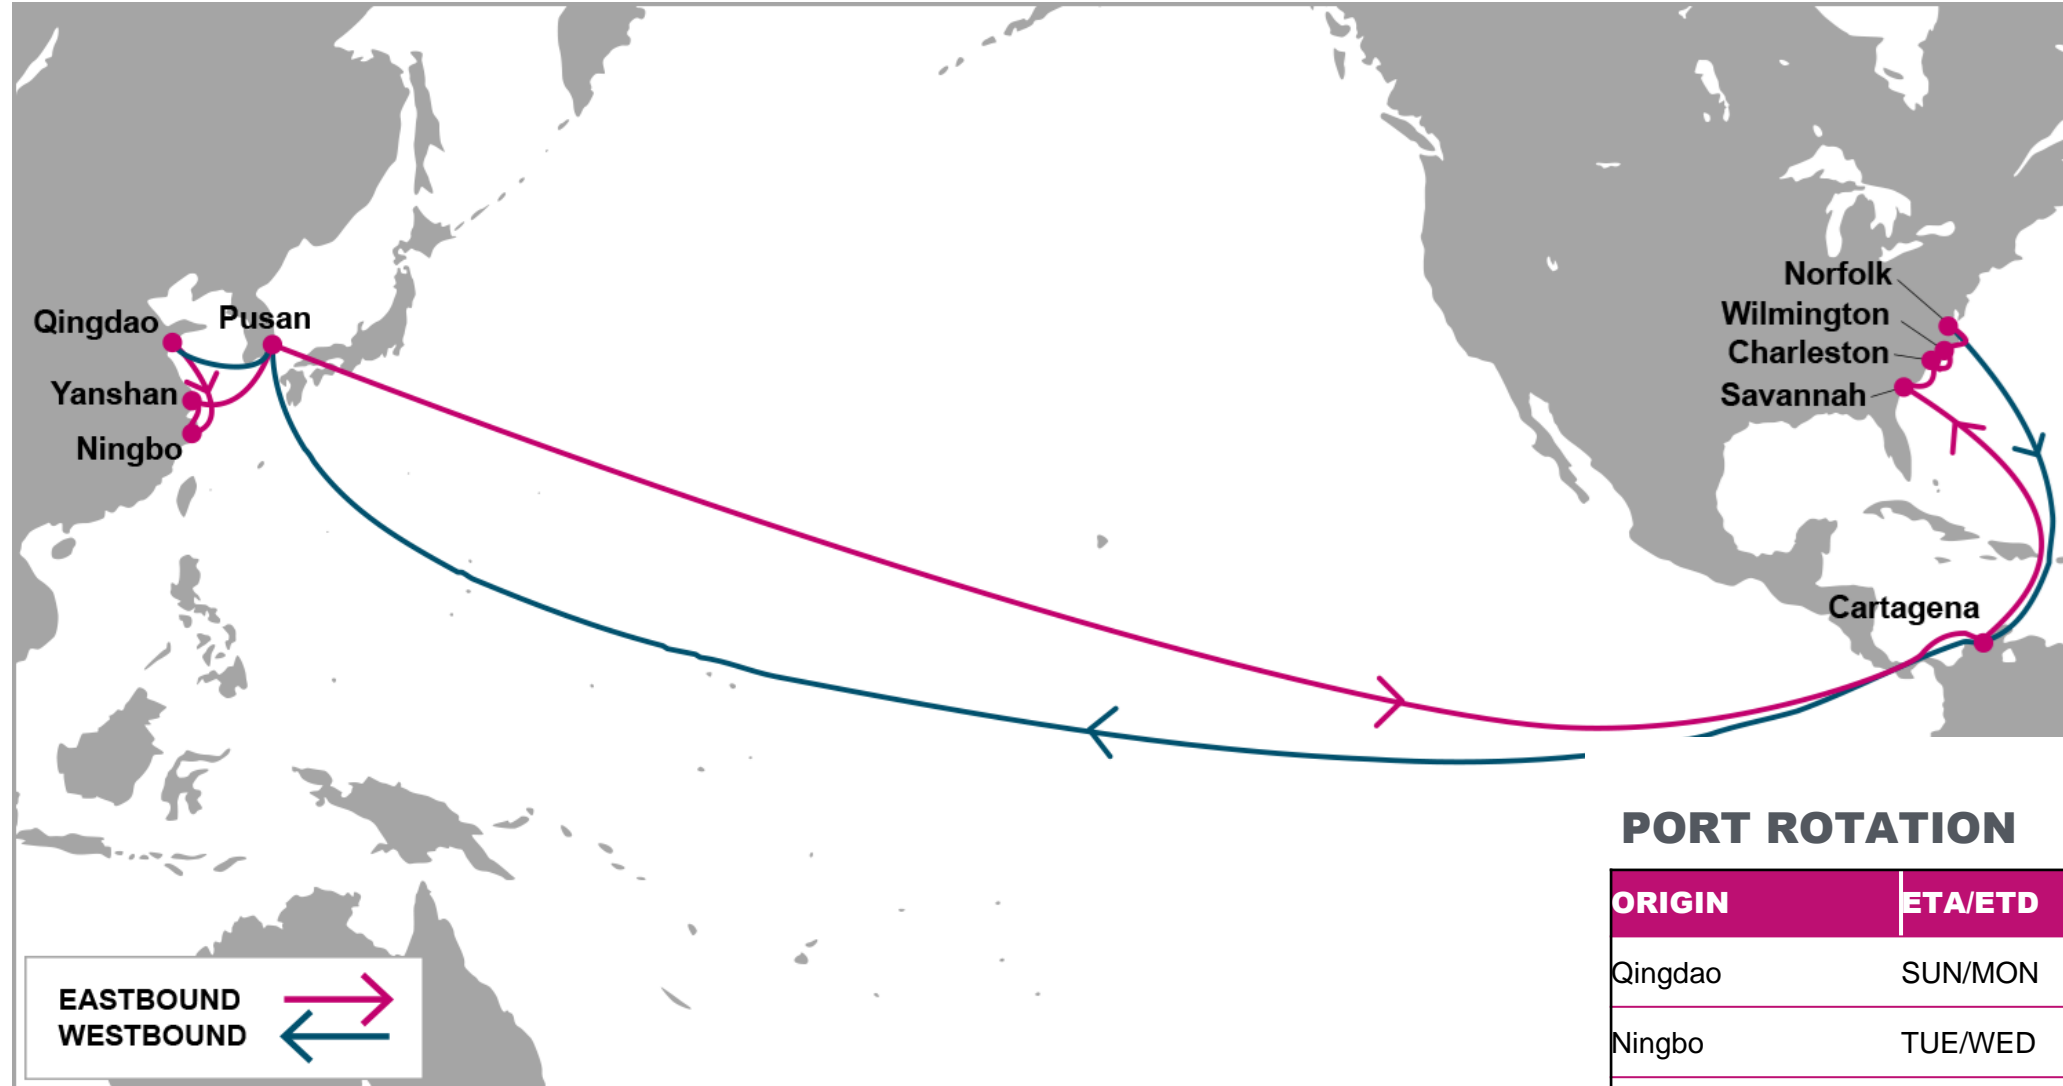 Norfolk
Wilmington
Charleston
Savannah
Qingdao
Pusan
Yanshan
Ningbo
Cartagena
PORT ROTATION
ORIGIN ETA/ETD
Qingdao SUN/MON
Ningbo TUE/WED
EASTBOUND
WESTBOUND